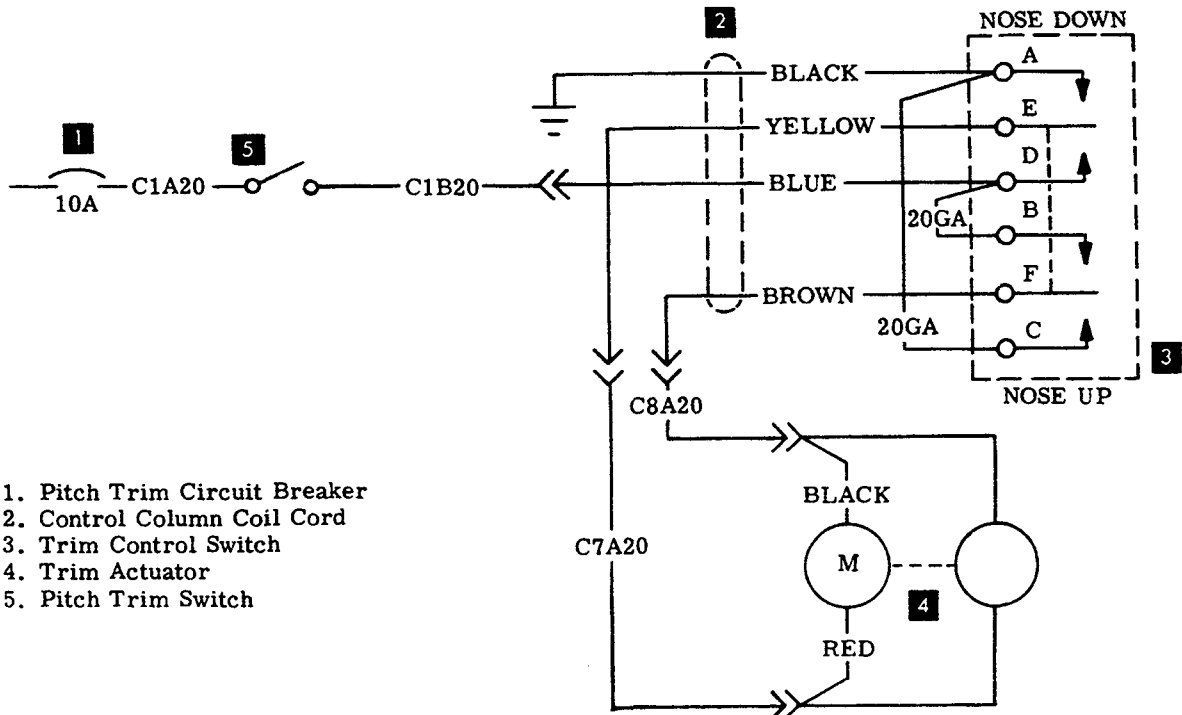 2
NOSE DOWN
BLACK
A
YELLOW
E
1
5
D
C1A20
C1B20
BLUE
10A
20GA
B
BROWN
F
20GA
C
3
NOSE UP
C8A20
1. Pitch Trim Circuit Breaker
2. Control Column Coil Cord
3. Trim Control Switch
4. Trim Actuator
5. Pitch Trim Switch
BLACK
C7A20
M
4
RED